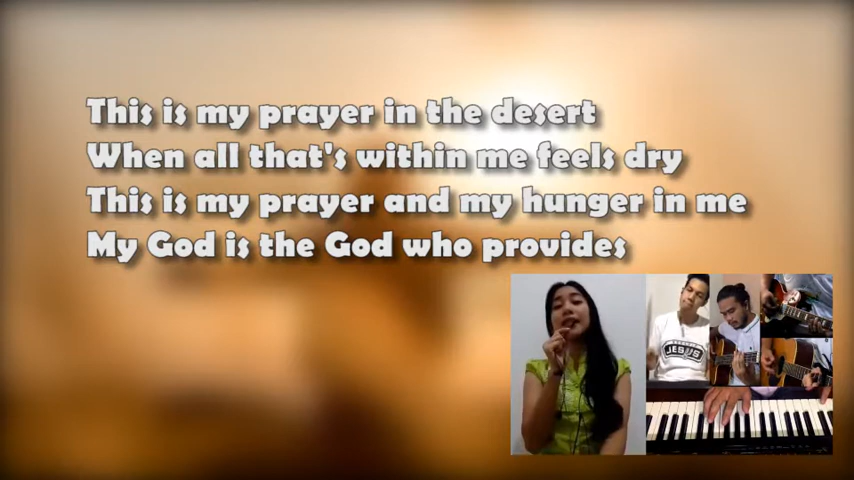 This is my prayer in the desert
When all that's within me feels dry
This is my prayer and my hunger in me
My God is the God who provides
JESUS